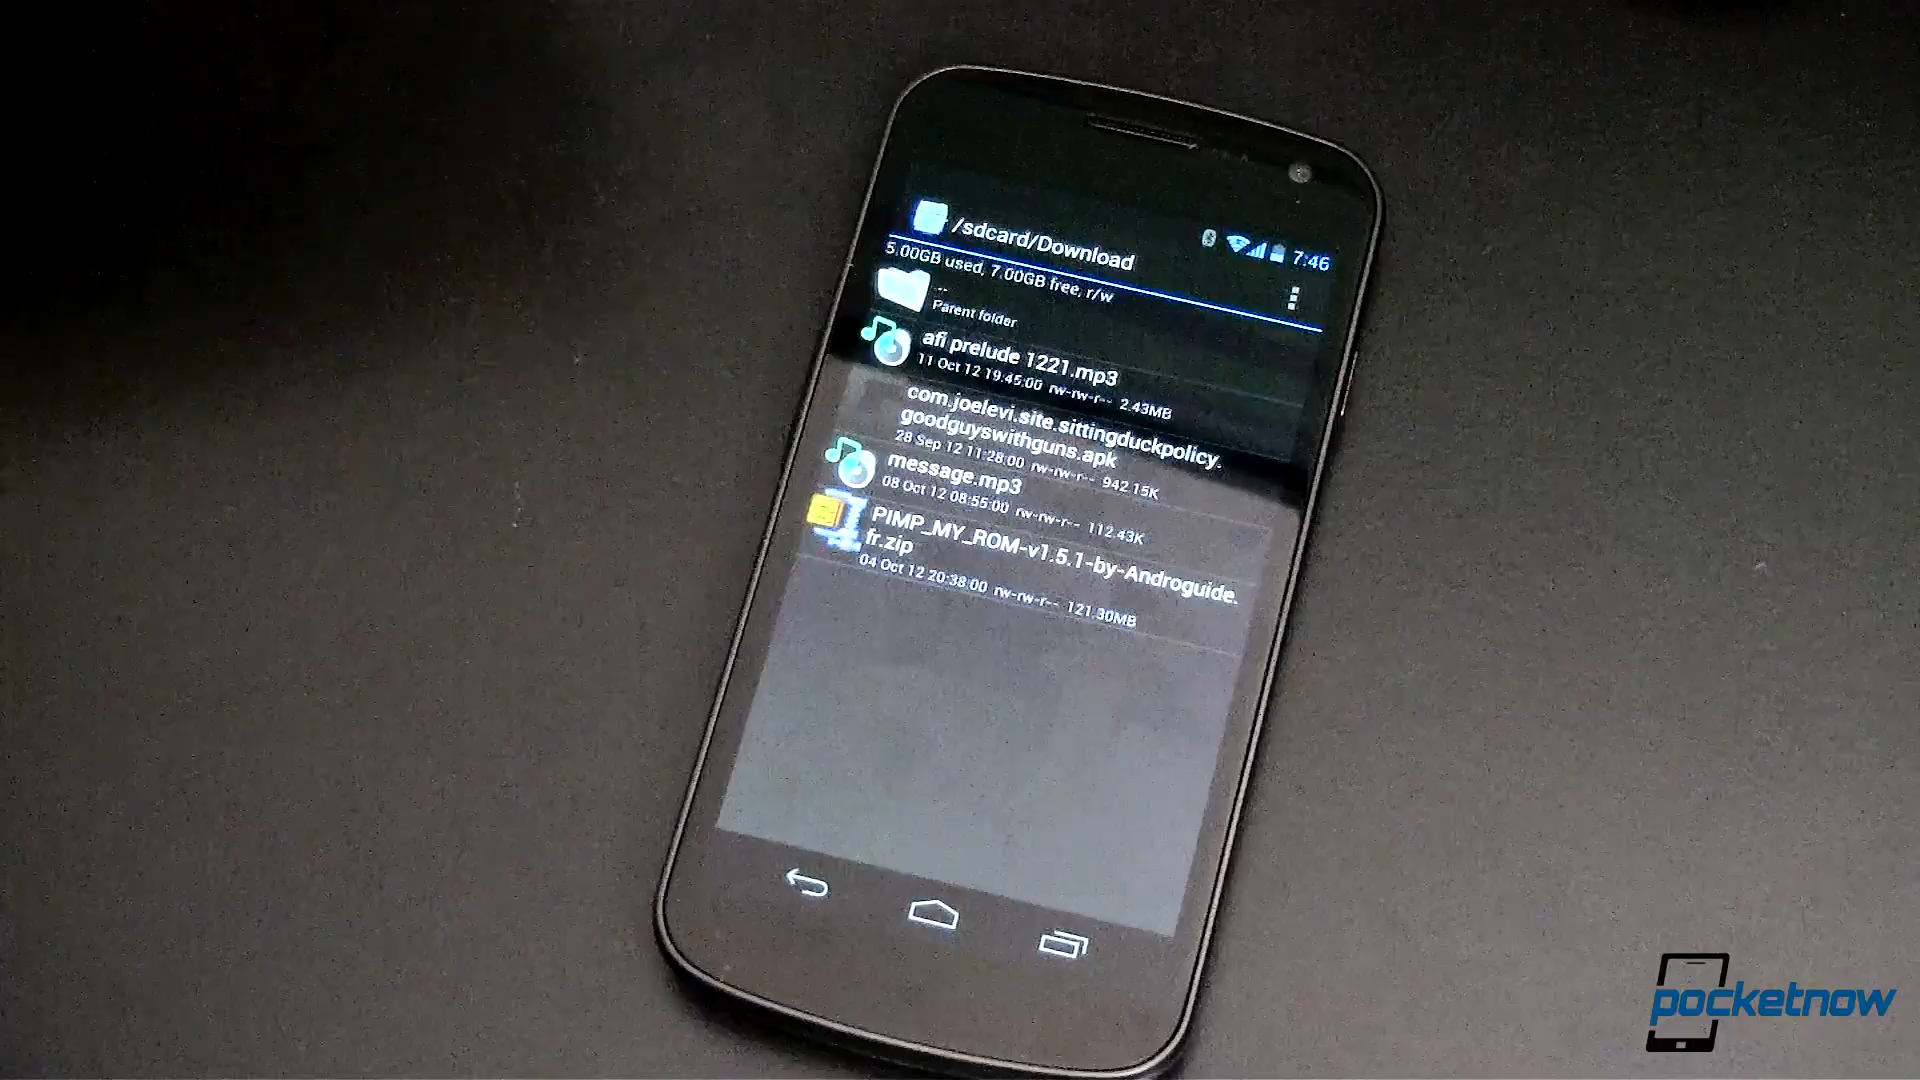 /sdcard/Download
7:46
5.00GB used, 7.00GB free, r/w
..
Parent folder
afi prelude 1221.mp3
11 Oct 12 19:45:00 rw-rw-r-- 2.43MB
com.joelevi.site.sittingduckpolicy.
goodguyswithguns.apk
28 Sep 12 11:28:00 rw-rw-r-- 942.15K
message.mp3
08 Oct 12 08:55:00 rw-rw-r-- 112.43K
PIMP_MY_ROM-v1.5.1-by-Androguide.
fr.zip
04 Oct 12 20:38:00 rw-rw-r-- 121.30MB
pocketnow